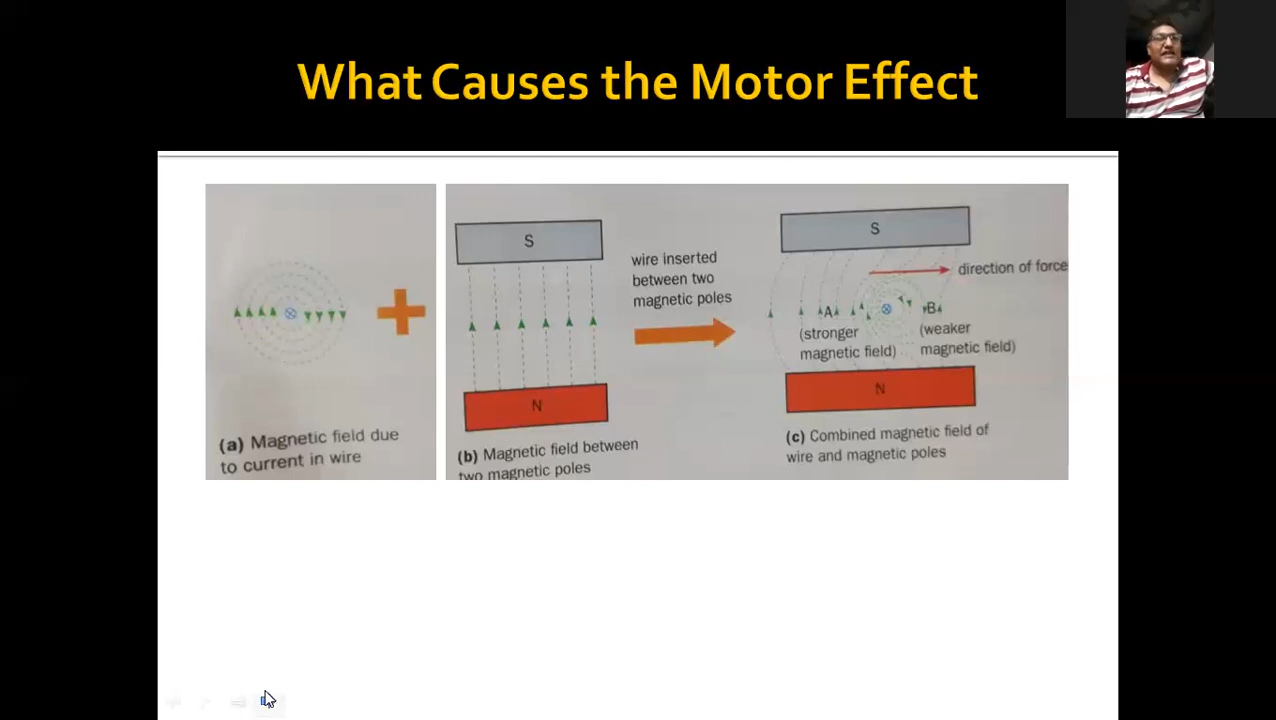 What Causes the Motor Effect
(a) Magnetic field due
to current in wire
S
N
(b) Magnetic field between
two magnetic poles
wire inserted
between two
magnetic poles
S
direction of force
A
(stronger
magnetic field)
B
(weaker
magnetic field)
N
(c) Combined magnetic field of
wire and magnetic poles